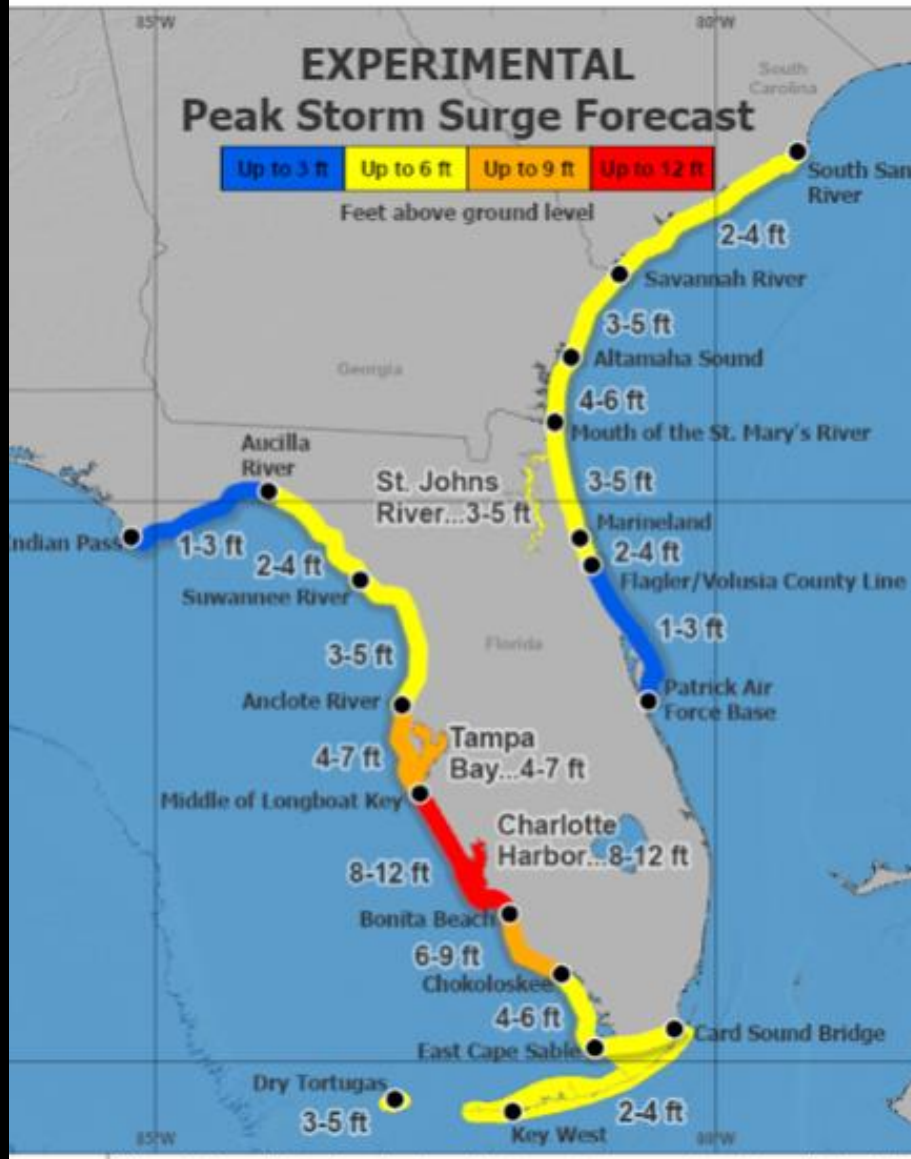 85°W
80°W
EXPERIMENTAL
Peak Storm Surge Forecast
Up to 3 ft
Up to 6 ft
Up to 9 ft
Up to 12 ft
Feet above ground level
South
Carolina
South San
River
2-4 ft
Savannah River
3-5 ft
Altamaha Sound
Georgia
4-6 ft
Mouth of the St. Mary's River
Aucilla
River
St. Johns
River...3-5 ft
3-5 ft
Marineland
Indian Pass
1-3 ft
2-4 ft
2-4 ft
Flagler/Volusia County Line
Suwannee River
1-3 ft
Florida
3-5 ft
Anclote River
Patrick Air
Force Base
4-7 ft
Tampa
Bay...4-7 ft
Middle of Longboat Key
Charlotte
Harbor...8-12 ft
8-12 ft
Bonita Beach
6-9 ft
Chokoloskee
4-6 ft
Card Sound Bridge
East Cape Sable
Dry Tortugas
3-5 ft
2-4 ft
Key West
85°W
80°W